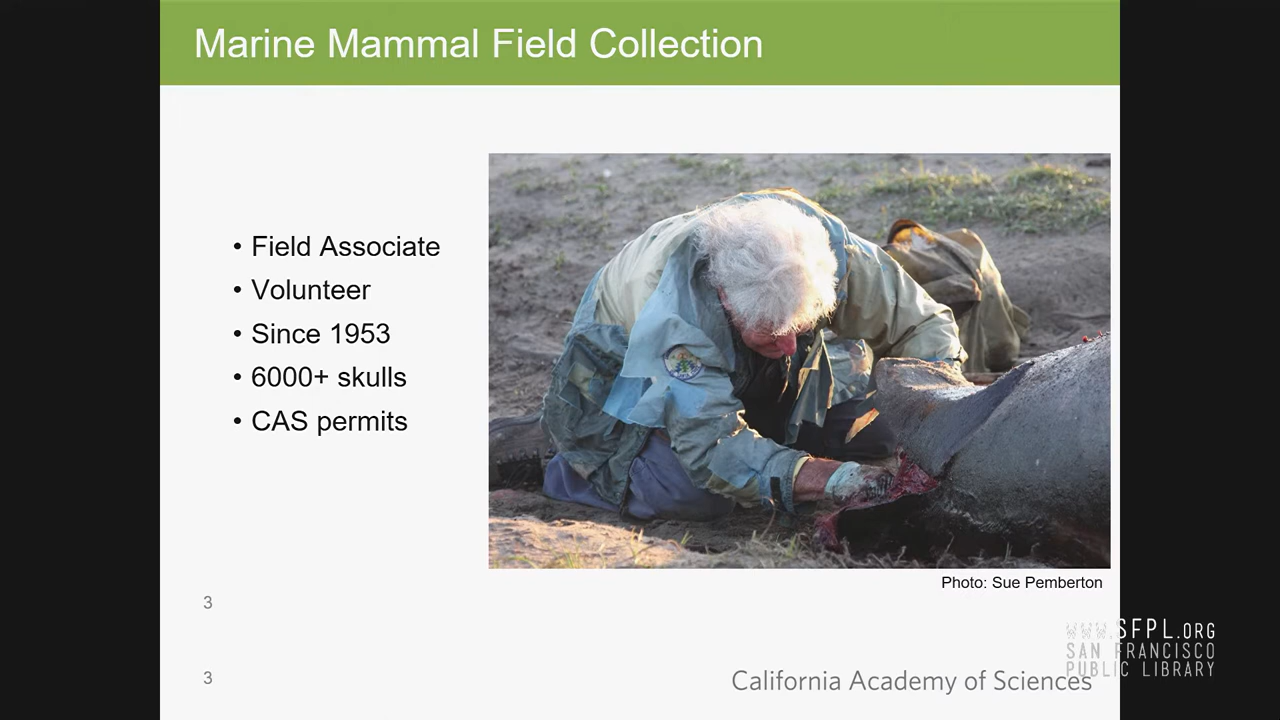 Marine Mammal Field Collection
• Field Associate
• Volunteer
• Since 1953
• 6000+ skulls
• CAS permits
Photo: Sue Pemberton
3
3
California Academy of Sciences
WWW.SFPL.ORG
SAN FRANCISCO
PUBLIC LIBRARY